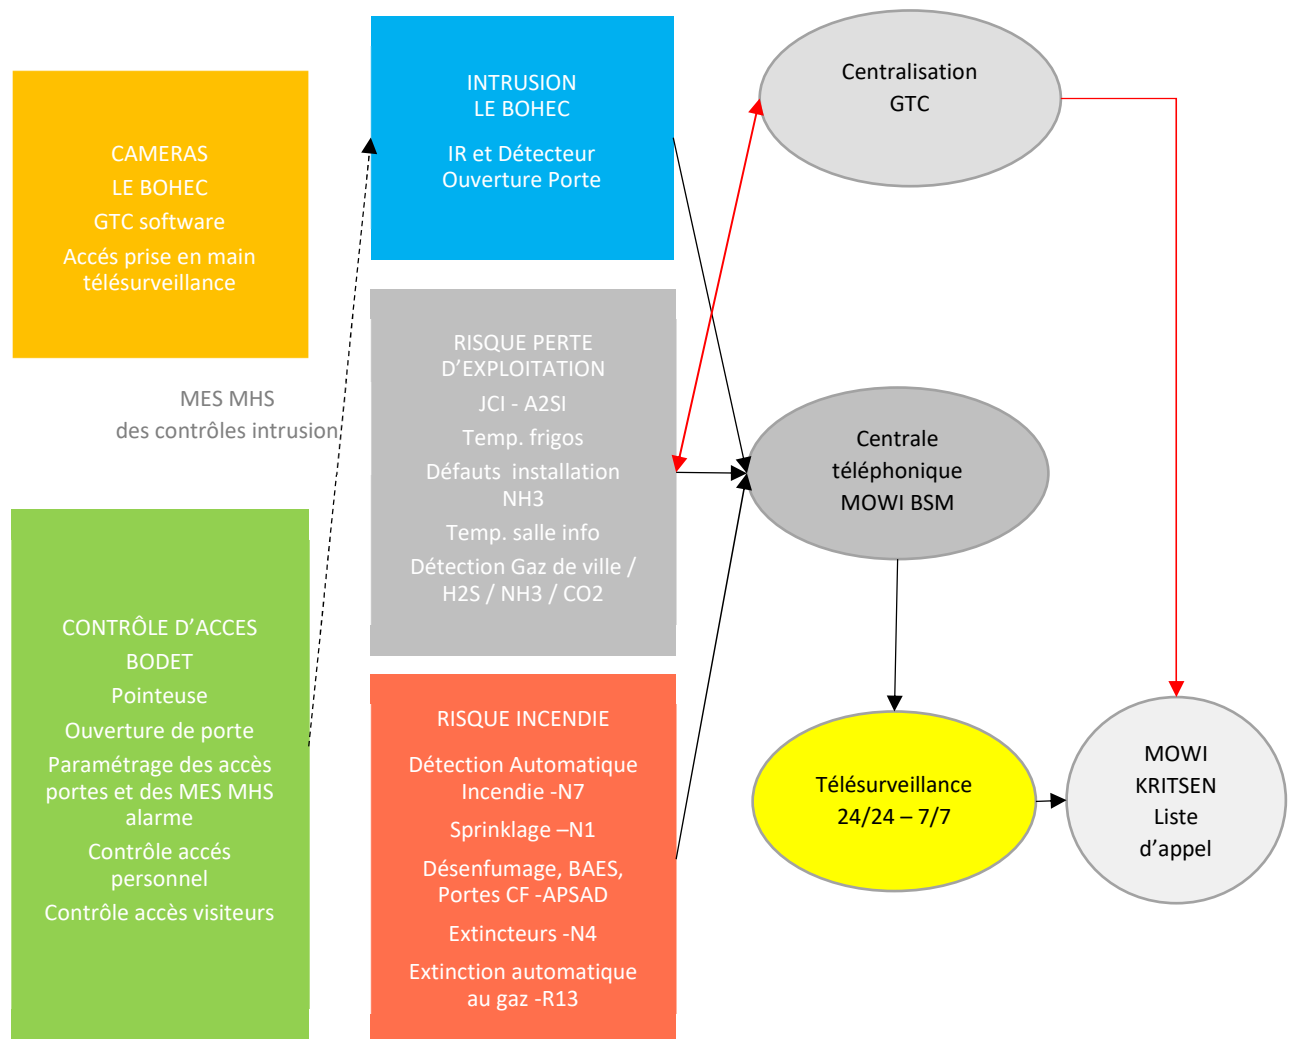 CAMERAS
LE BOHEC
GTC software
Accés prise en main
télésurveillance
MES MHS
des contrôles intrusion
CONTRÔLE D’ACCES
BODET
Pointeuse
Ouverture de porte
Paramétrage des accès
portes et des MES MHS
alarme
Contrôle accés
personnel
Contrôle accès visiteurs
INTRUSION
LE BOHEC
IR et Détecteur
Ouverture Porte
RISQUE PERTE
D’EXPLOITATION
JCI - A2SI
Temp. frigos
Défauts installation
NH3
Temp. salle info
Détection Gaz de ville /
H2S / NH3 / CO2
RISQUE INCENDIE
Détection Automatique
Incendie -N7
Sprinklage –N1
Désenfumage, BAES,
Portes CF -APSAD
Extincteurs -N4
Extinction automatique
au gaz -R13
Centralisation
GTC
Centrale
téléphonique
MOWI BSM
Télésurveillance
24/24 – 7/7
MOWI
KRITSEN
Liste
d’appel